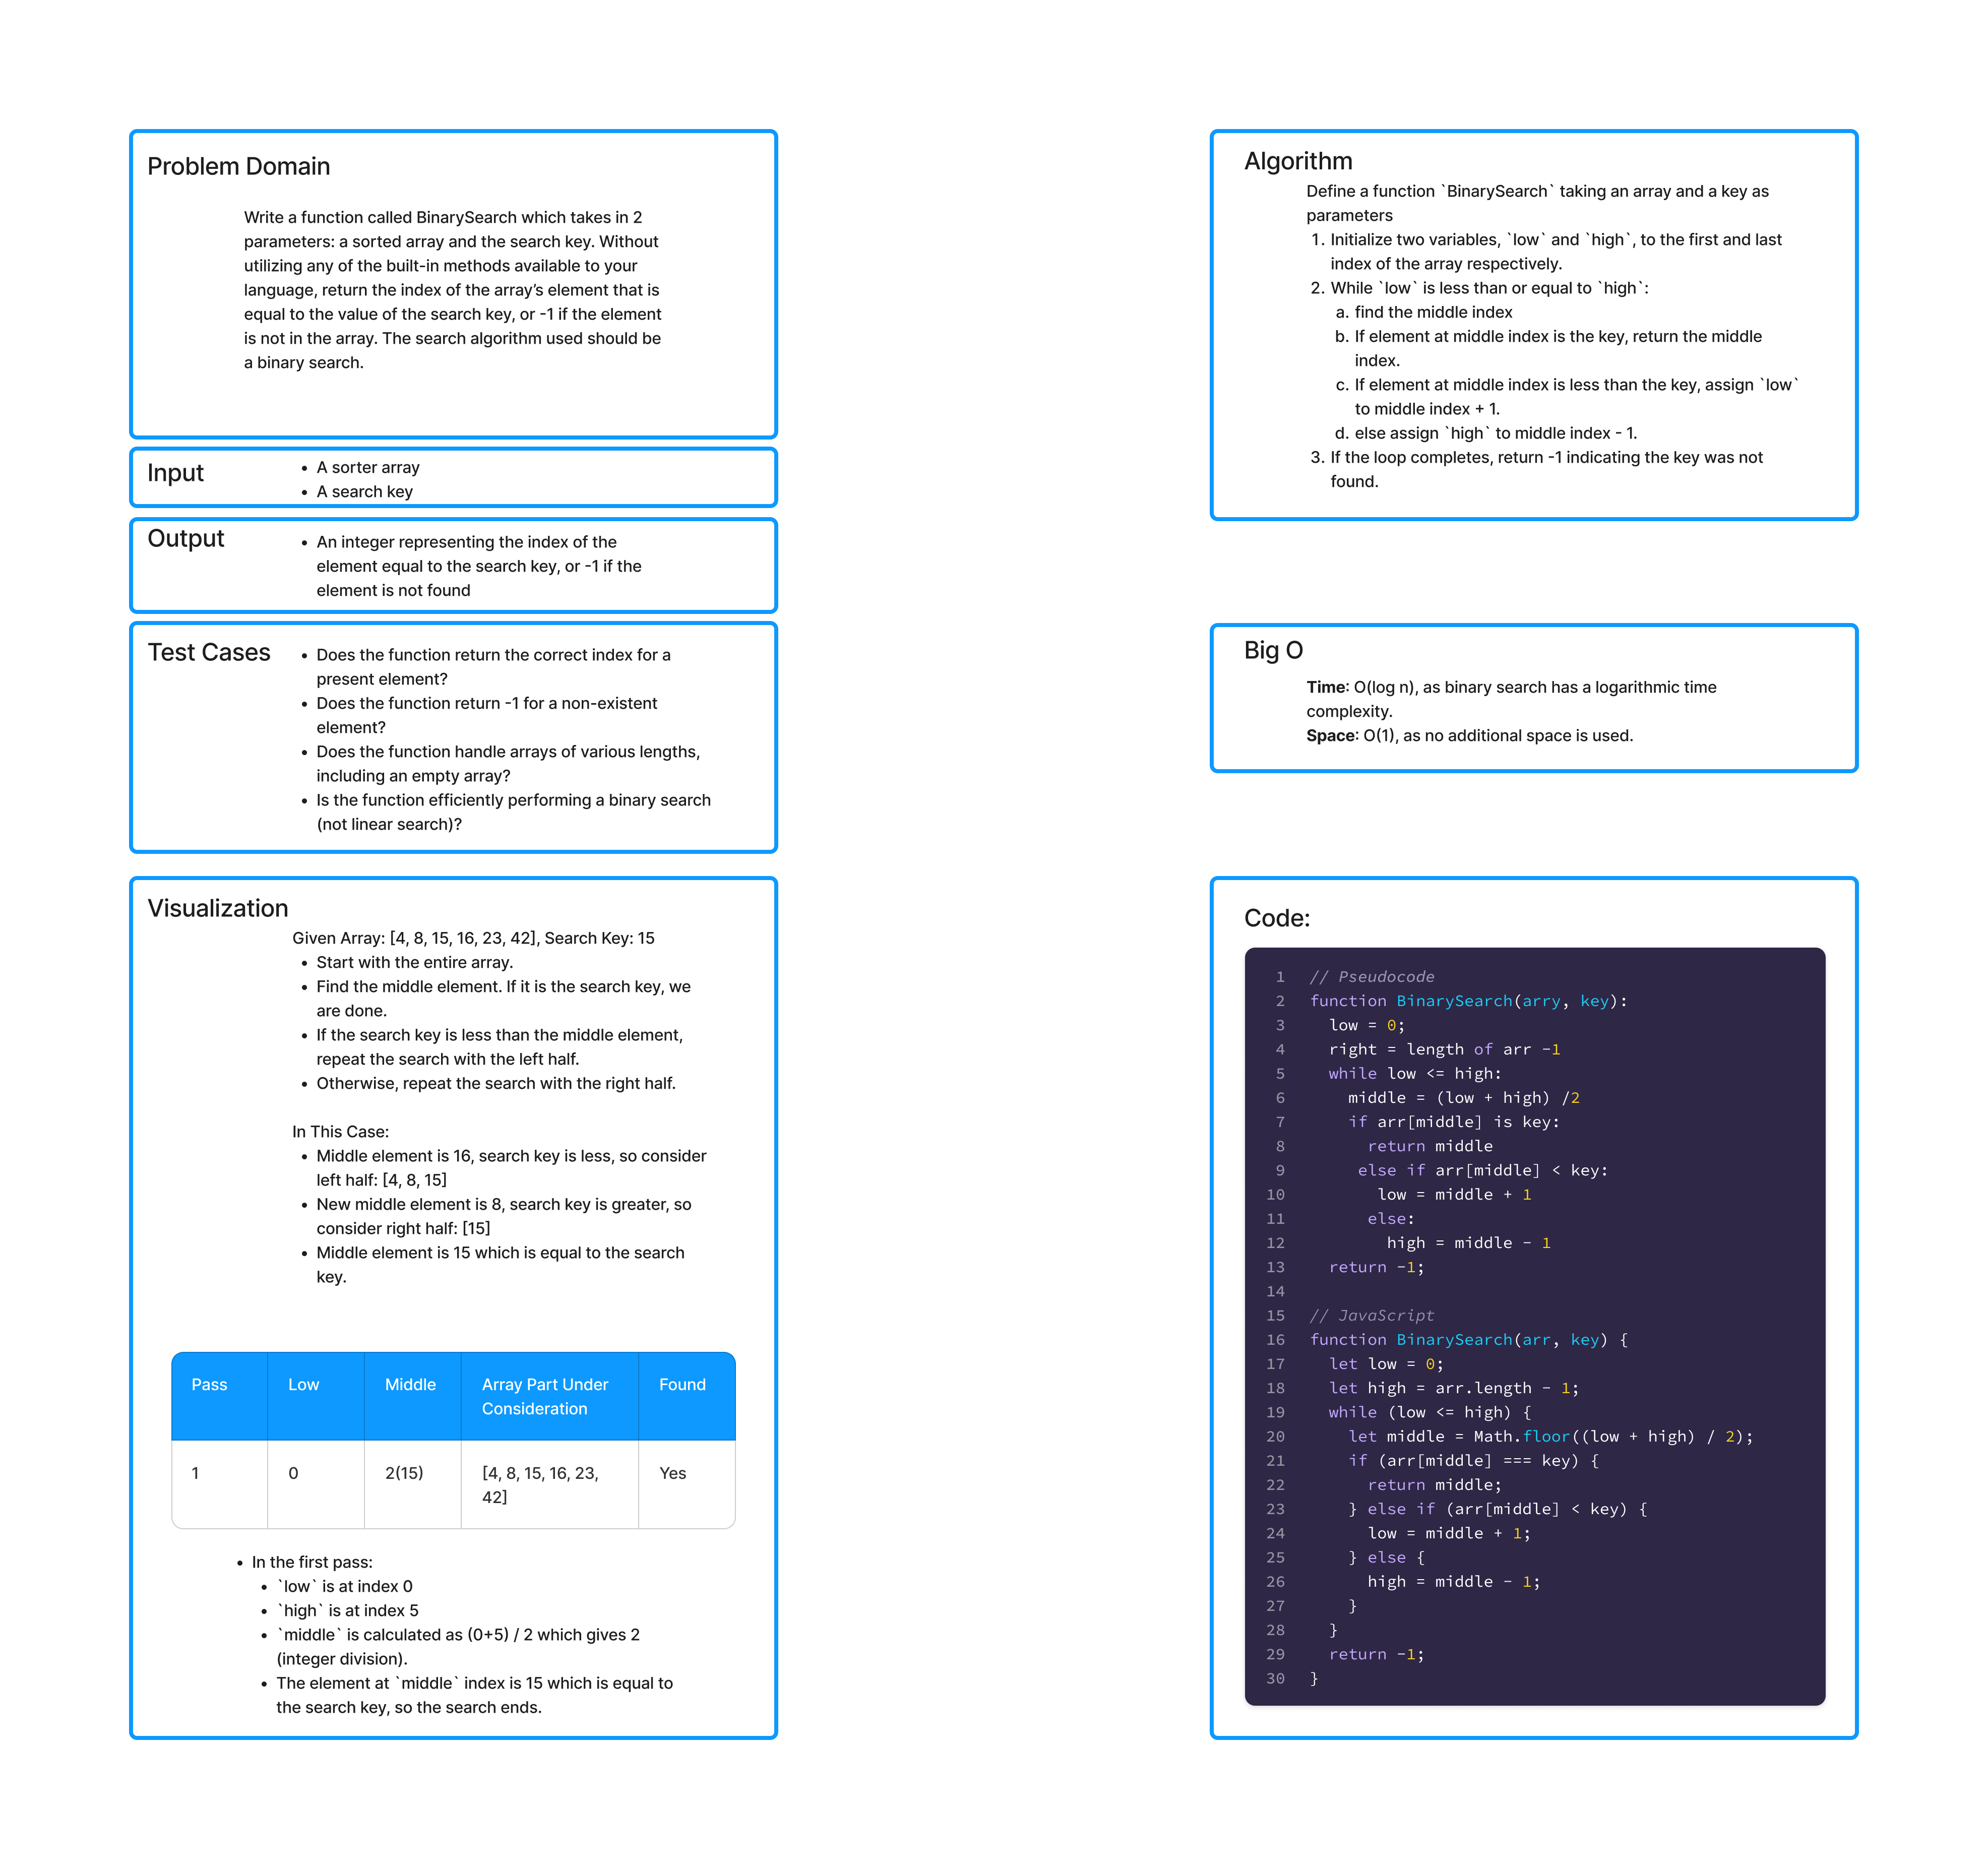 Problem Domain
Write a function called BinarySearch which takes in 2
parameters: a sorted array and the search key. Without
utilizing any of the built-in methods available to your
language, return the index of the array’s element that is
equal to the value of the search key, or -1 if the element
is not in the array. The search algorithm used should be
a binary search.
Input
• A sorter array
• A search key
Output
• An integer representing the index of the
element equal to the search key, or -1 if the
element is not found
Test Cases
• Does the function return the correct index for a
present element?
• Does the function return -1 for a non-existent
element?
• Does the function handle arrays of various lengths,
including an empty array?
• Is the function efficiently performing a binary search
(not linear search)?
Visualization
Given Array: [4, 8, 15, 16, 23, 42], Search Key: 15
• Start with the entire array.
• Find the middle element. If it is the search key, we
are done.
• If the search key is less than the middle element,
repeat the search with the left half.
• Otherwise, repeat the search with the right half.
In This Case:
• Middle element is 16, search key is less, so consider
left half: [4, 8, 15]
• New middle element is 8, search key is greater, so
consider right half: [15]
• Middle element is 15 which is equal to the search
key.
Pass Low Middle Array Part Under Found
Consideration
1 0 2(15) [4, 8, 15, 16, 23, Yes
42]
• In the first pass:
• `low` is at index 0
• `high` is at index 5
• `middle` is calculated as (0+5) / 2 which gives 2
(integer division).
• The element at `middle` index is 15 which is equal to
the search key, so the search ends.
Algorithm
Define a function `BinarySearch` taking an array and a key as
parameters
1. Initialize two variables, `low` and `high`, to the first and last
index of the array respectively.
2. While `low` is less than or equal to `high`:
a. find the middle index
b. If element at middle index is the key, return the middle
index.
c. If element at middle index is less than the key, assign `low`
to middle index + 1.
d. else assign `high` to middle index - 1.
3. If the loop completes, return -1 indicating the key was not
found.
Big O
Time: O(log n), as binary search has a logarithmic time
complexity.
Space: O(1), as no additional space is used.
Code:
1 // Pseudocode
2 function BinarySearch(arry, key):
3 low = 0;
4 right = length of arr -1
5 while low <= high:
6 middle = (low + high) /2
7 if arr[middle] is key:
8 return middle
9 else if arr[middle] < key:
10 low = middle + 1
11 else:
12 high = middle - 1
13 return -1;
14
15 // JavaScript
16 function BinarySearch(arr, key) {
17 let low = 0;
18 let high = arr.length - 1;
19 while (low <= high) {
20 let middle = Math.floor((low + high) / 2);
21 if (arr[middle] === key) {
22 return middle;
23 } else if (arr[middle] < key) {
24 low = middle + 1;
25 } else {
26 high = middle - 1;
27 }
28 }
29 return -1;
30 }